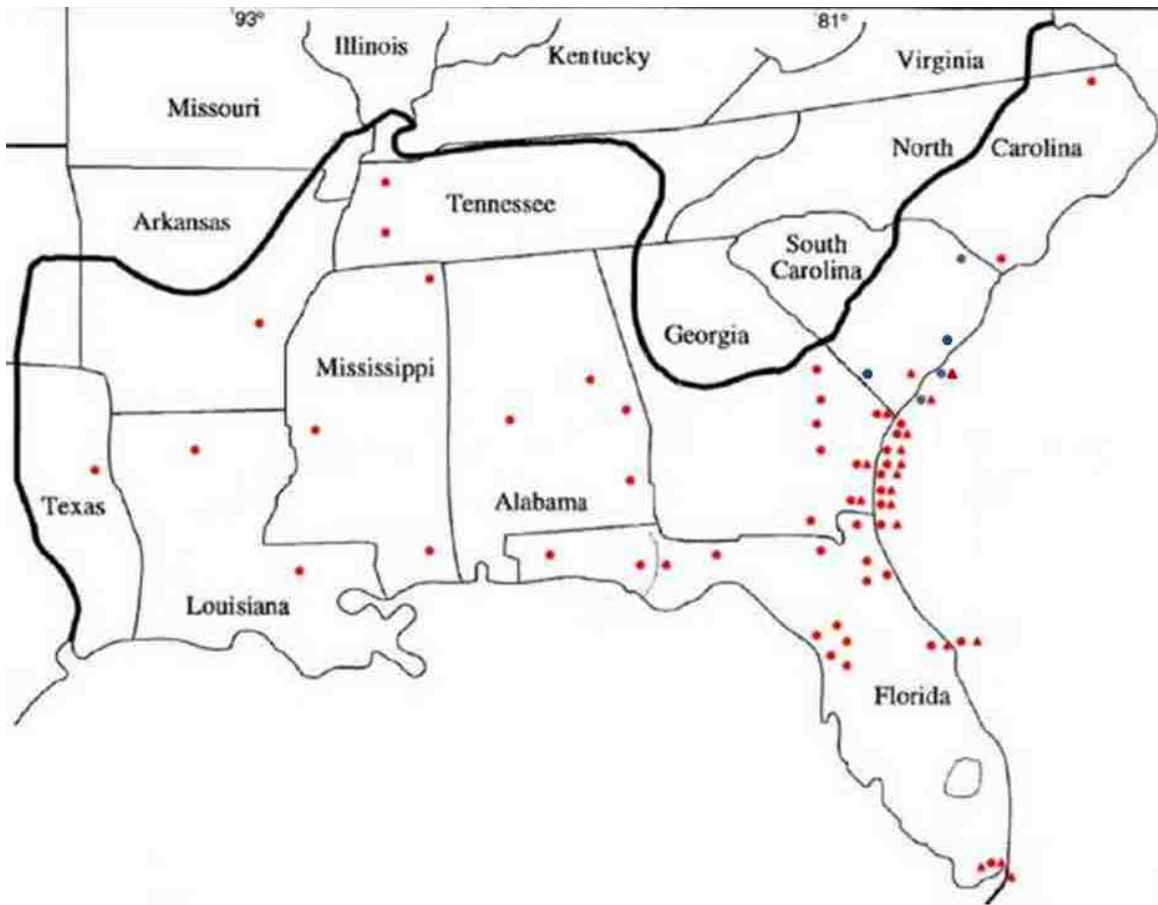 93° 81°
Illinois
Kentucky
Virginia
Missouri
North Carolina
Tennessee
Arkansas
South
Carolina
Georgia
Mississippi
Texas
Alabama
Louisiana
Florida